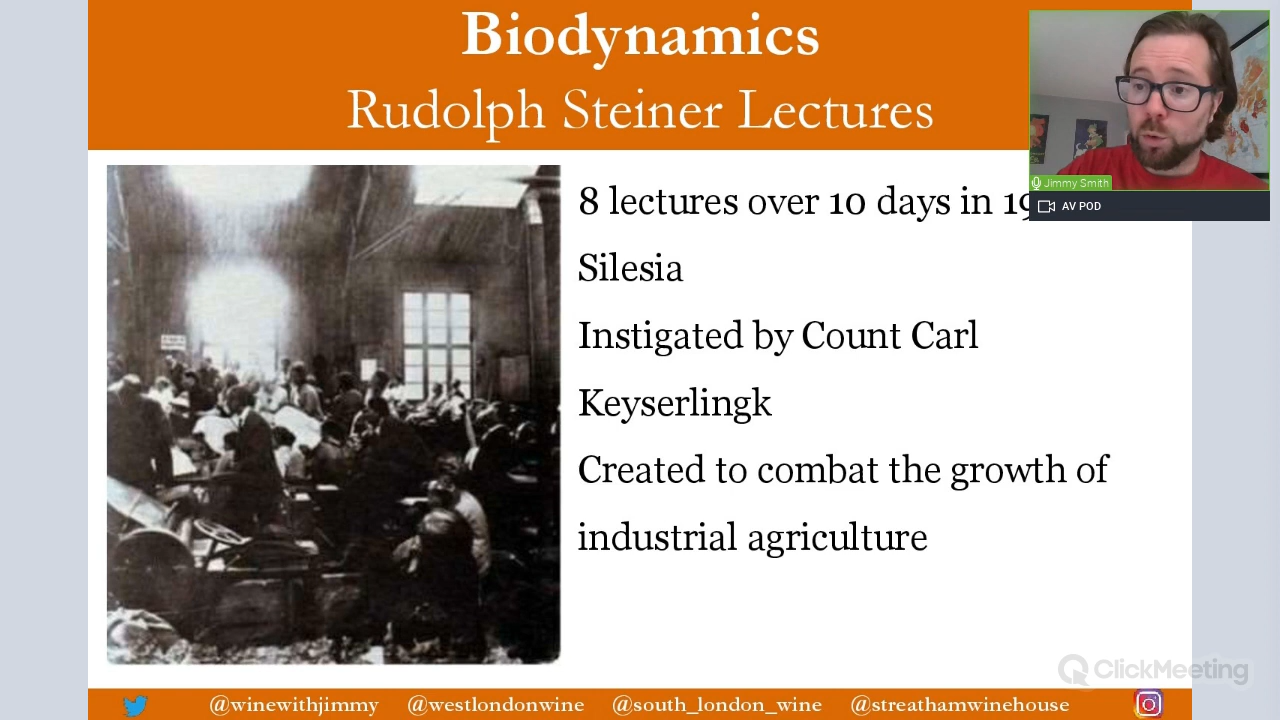 Biodynamics
Rudolph Steiner Lectures
Jimmy Smith
AV POD
8 lectures over 10 days in 19
Silesia
Instigated by Count Carl
Keyserlingk
Created to combat the growth of
industrial agriculture
ClickMeeting
@winewithjimmy @westlondonwine @south_london_wine @streathamwinehouse